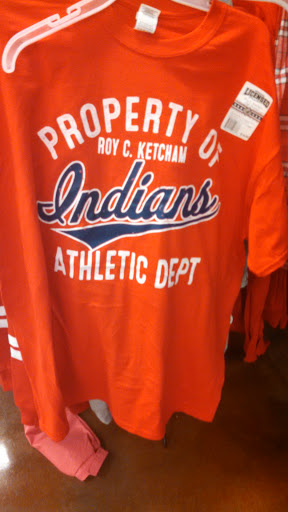 PROPERTY OF
ROY C. KETCHAM
Indians
ATHLETIC DEPT